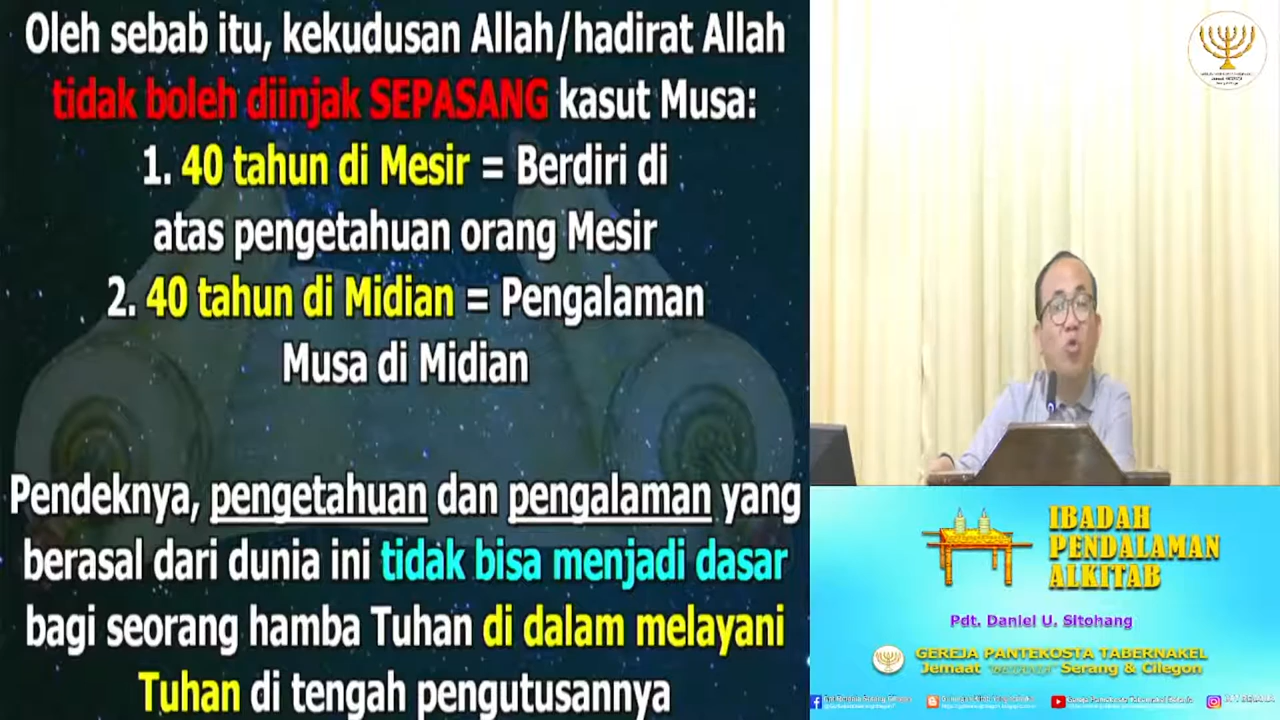 Oleh sebab itu, kekudusan Allah/hadirat Allah
tidak boleh diinjak SEPASANG kasut Musa:
1. 40 tahun di Mesir = Berdiri di
atas pengetahuan orang Mesir
2. 40 tahun di Midian = Pengalaman
Musa di Midian
Pendeknya, pengetahuan dan pengalaman yang
berasal dari dunia ini tidak bisa menjadi dasar
bagi seorang hamba Tuhan di dalam melayani
Tuhan di tengah pengutusannya
IBADAH
PENDALAMAN
ALKITAB
Pdt. Daniel U. Sitohang
GEREJA PANTEKOSTA TABERNAKEL
Jemaat "BETANIA" Serang & Cilegon